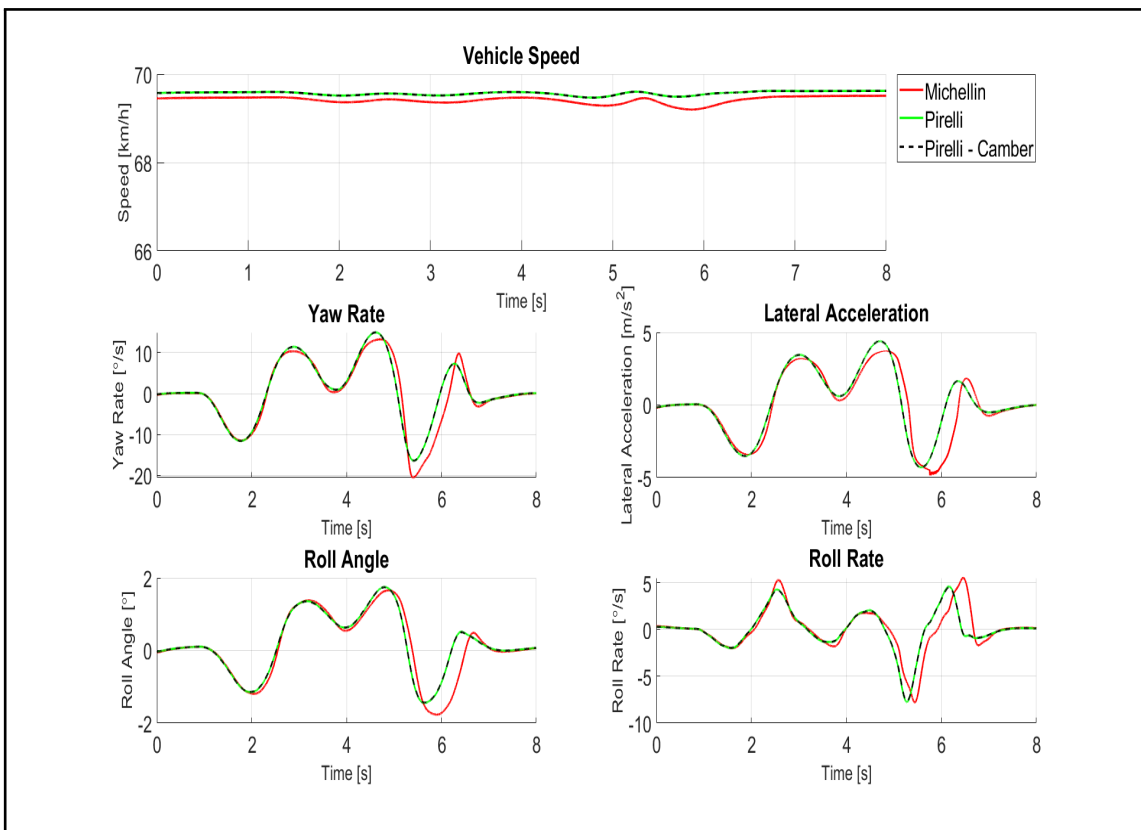 Vehicle Speed
70
68
66
Speed [km/h]
0 1 2 3 4 5 6 7 8
Time [s]
Michellin
Pirelli
Pirelli - Camber
Yaw Rate
10
0
-10
-20
Yaw Rate [°/s]
0 2 4 6 8
Time [s]
Lateral Acceleration
5
0
-5
Lateral Acceleration [m/s²]
0 2 4 6 8
Time [s]
Roll Angle
2
0
-2
Roll Angle [°]
0 2 4 6 8
Time [s]
Roll Rate
5
0
-5
-10
Roll Rate [°/s]
0 2 4 6 8
Time [s]